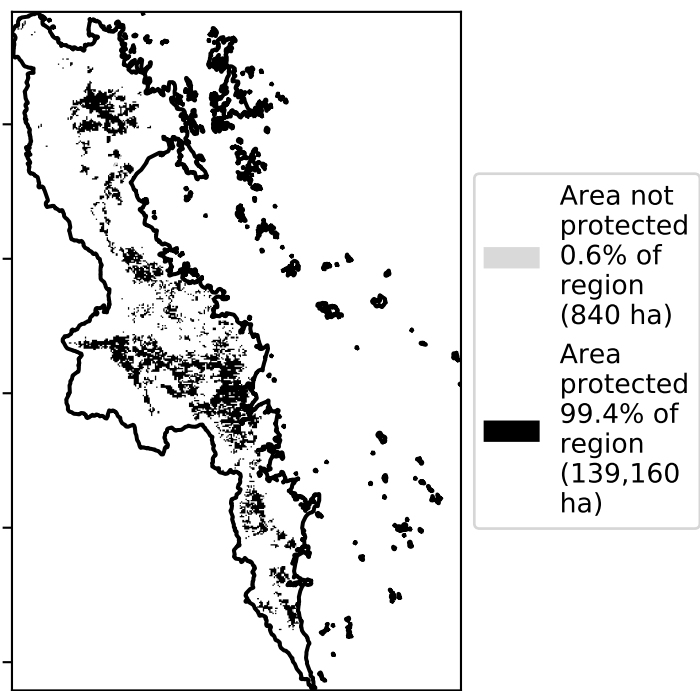 Area not
protected
0.6% of
region
(840 ha)
Area
protected
99.4% of
region
(139,160
ha)